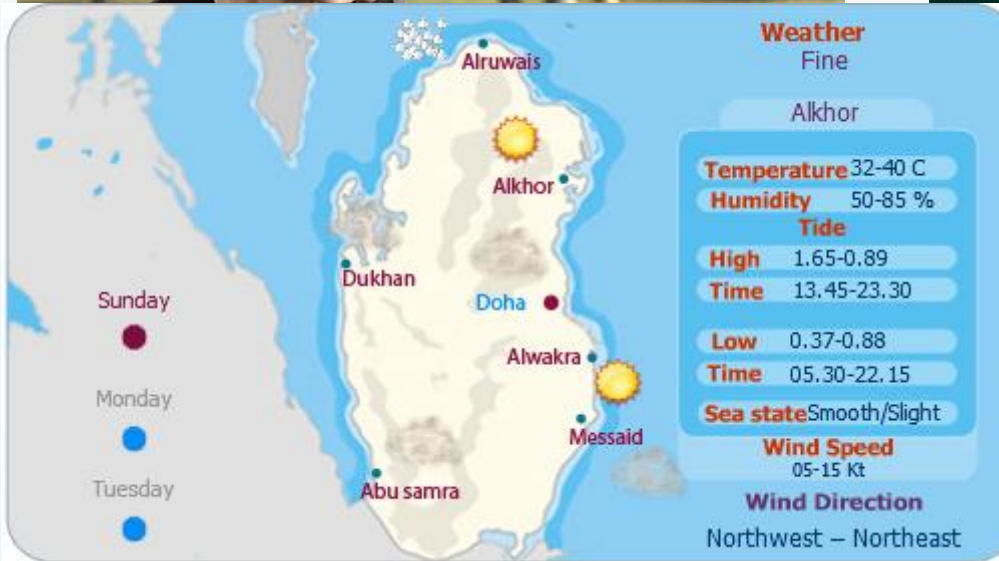 Sunday
Monday
Tuesday
Alruwais
Alkhor
Dukhan
Doha
Alwakra
Messaid
Abu samra
Weather
Fine
Alkhor
Temperature 32-40 C
Humidity 50-85 %
Tide
High 1.65-0.89
Time 13.45-23.30
Low 0.37-0.88
Time 05.30-22.15
Sea state Smooth/Slight
Wind Speed
05-15 Kt
Wind Direction
Northwest – Northeast